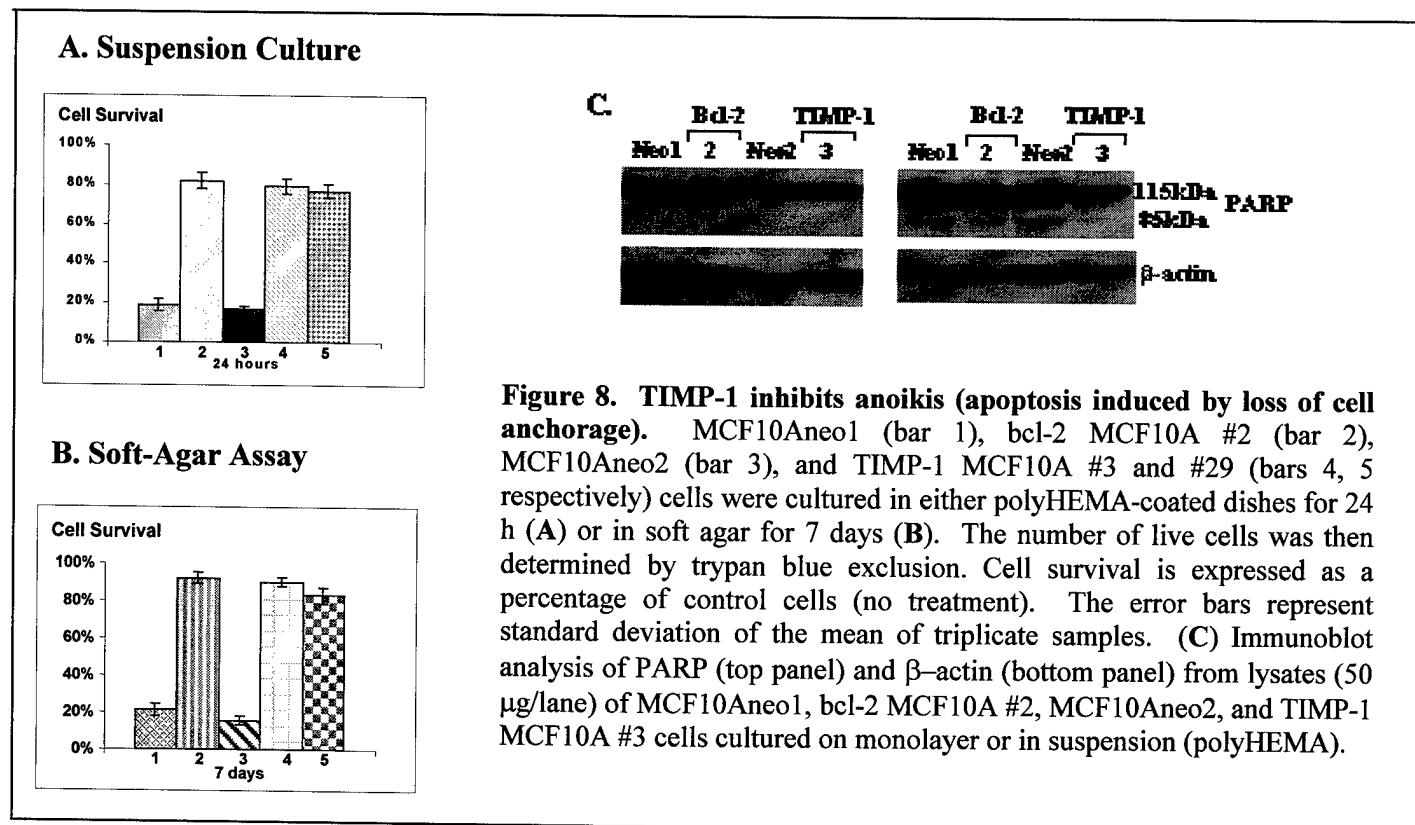 A. Suspension Culture
Cell Survival
100%
80%
60%
40%
20%
0%
1 2 3 4 5
24 hours
B. Soft-Agar Assay
Cell Survival
100%
80%
60%
40%
20%
0%
1 2 3 4 5
7 days
C.
Bcl-2 TIMP-1 Bcl-2 TIMP-1
Neo1 2 Neo2 3 Neo1 2 Neo2 3
115kDa
PARP
85kDa
β-actin
Figure 8. TIMP-1 inhibits anoikis (apoptosis induced by loss of cell
anchorage). MCF10Aneo1 (bar 1), bcl-2 MCF10A #2 (bar 2),
MCF10Aneo2 (bar 3), and TIMP-1 MCF10A #3 and #29 (bars 4, 5
respectively) cells were cultured in either polyHEMA-coated dishes for 24
h (A) or in soft agar for 7 days (B). The number of live cells was then
determined by trypan blue exclusion. Cell survival is expressed as a
percentage of control cells (no treatment). The error bars represent
standard deviation of the mean of triplicate samples. (C) Immunoblot
analysis of PARP (top panel) and β–actin (bottom panel) from lysates (50
µg/lane) of MCF10Aneo1, bcl-2 MCF10A #2, MCF10Aneo2, and TIMP-1
MCF10A #3 cells cultured on monolayer or in suspension (polyHEMA).